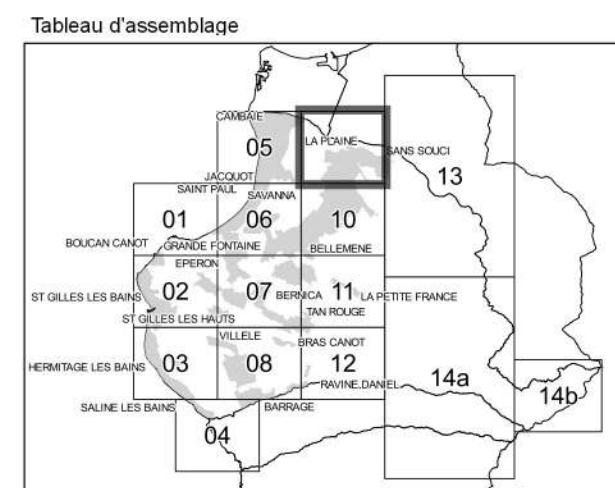 Tableau d'assemblage
CAMBAIE
LA PLAINE
05
SANS SOUCI
JACQUOT
13
SAINT PAUL
SAVANNA
01
06
10
BOUCAN CANOT
GRANDE FONTAINE
BELLEMENE
EPERON
ST GILLES LES BAINS
02
07
BERNICA
11
LA PETITE FRANCE
ST GILLES LES HAUTS
TAN ROUGE
VILLELE
BRAS CANOT
HERMITAGE LES BAINS
03
08
12
14a
RAVINE DANIEL
14b
SALINE LES BAINS
BARRAGE
04